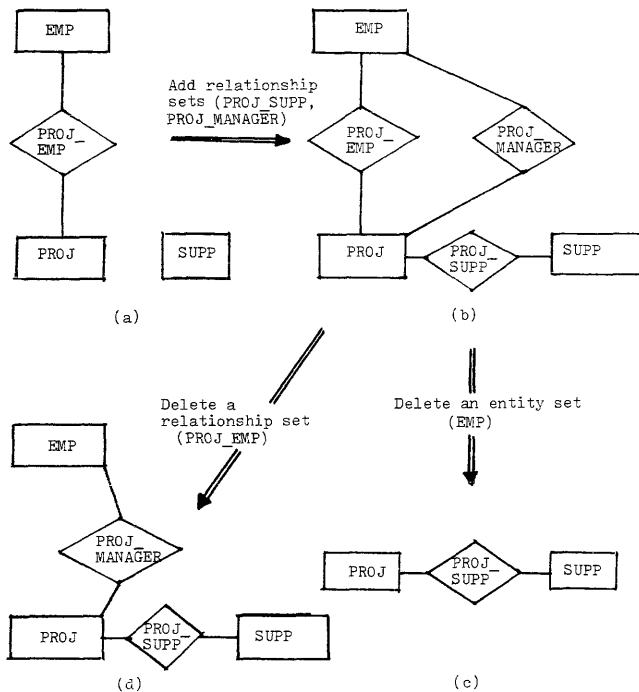 EMP
PROJ_
EMP
PROJ
SUPP
(a)
Add relationship
sets (PROJ_SUPP,
PROJ_MANAGER)
EMP
PROJ_
EMP
PROJ_
MANAGER
PROJ
PROJ_
SUPP
SUPP
(b)
Delete a
relationship set
(PROJ_EMP)
Delete an entity set
(EMP)
EMP
PROJ_
MANAGER
PROJ
PROJ_
SUPP
SUPP
(d)
PROJ
PROJ_
SUPP
SUPP
(c)